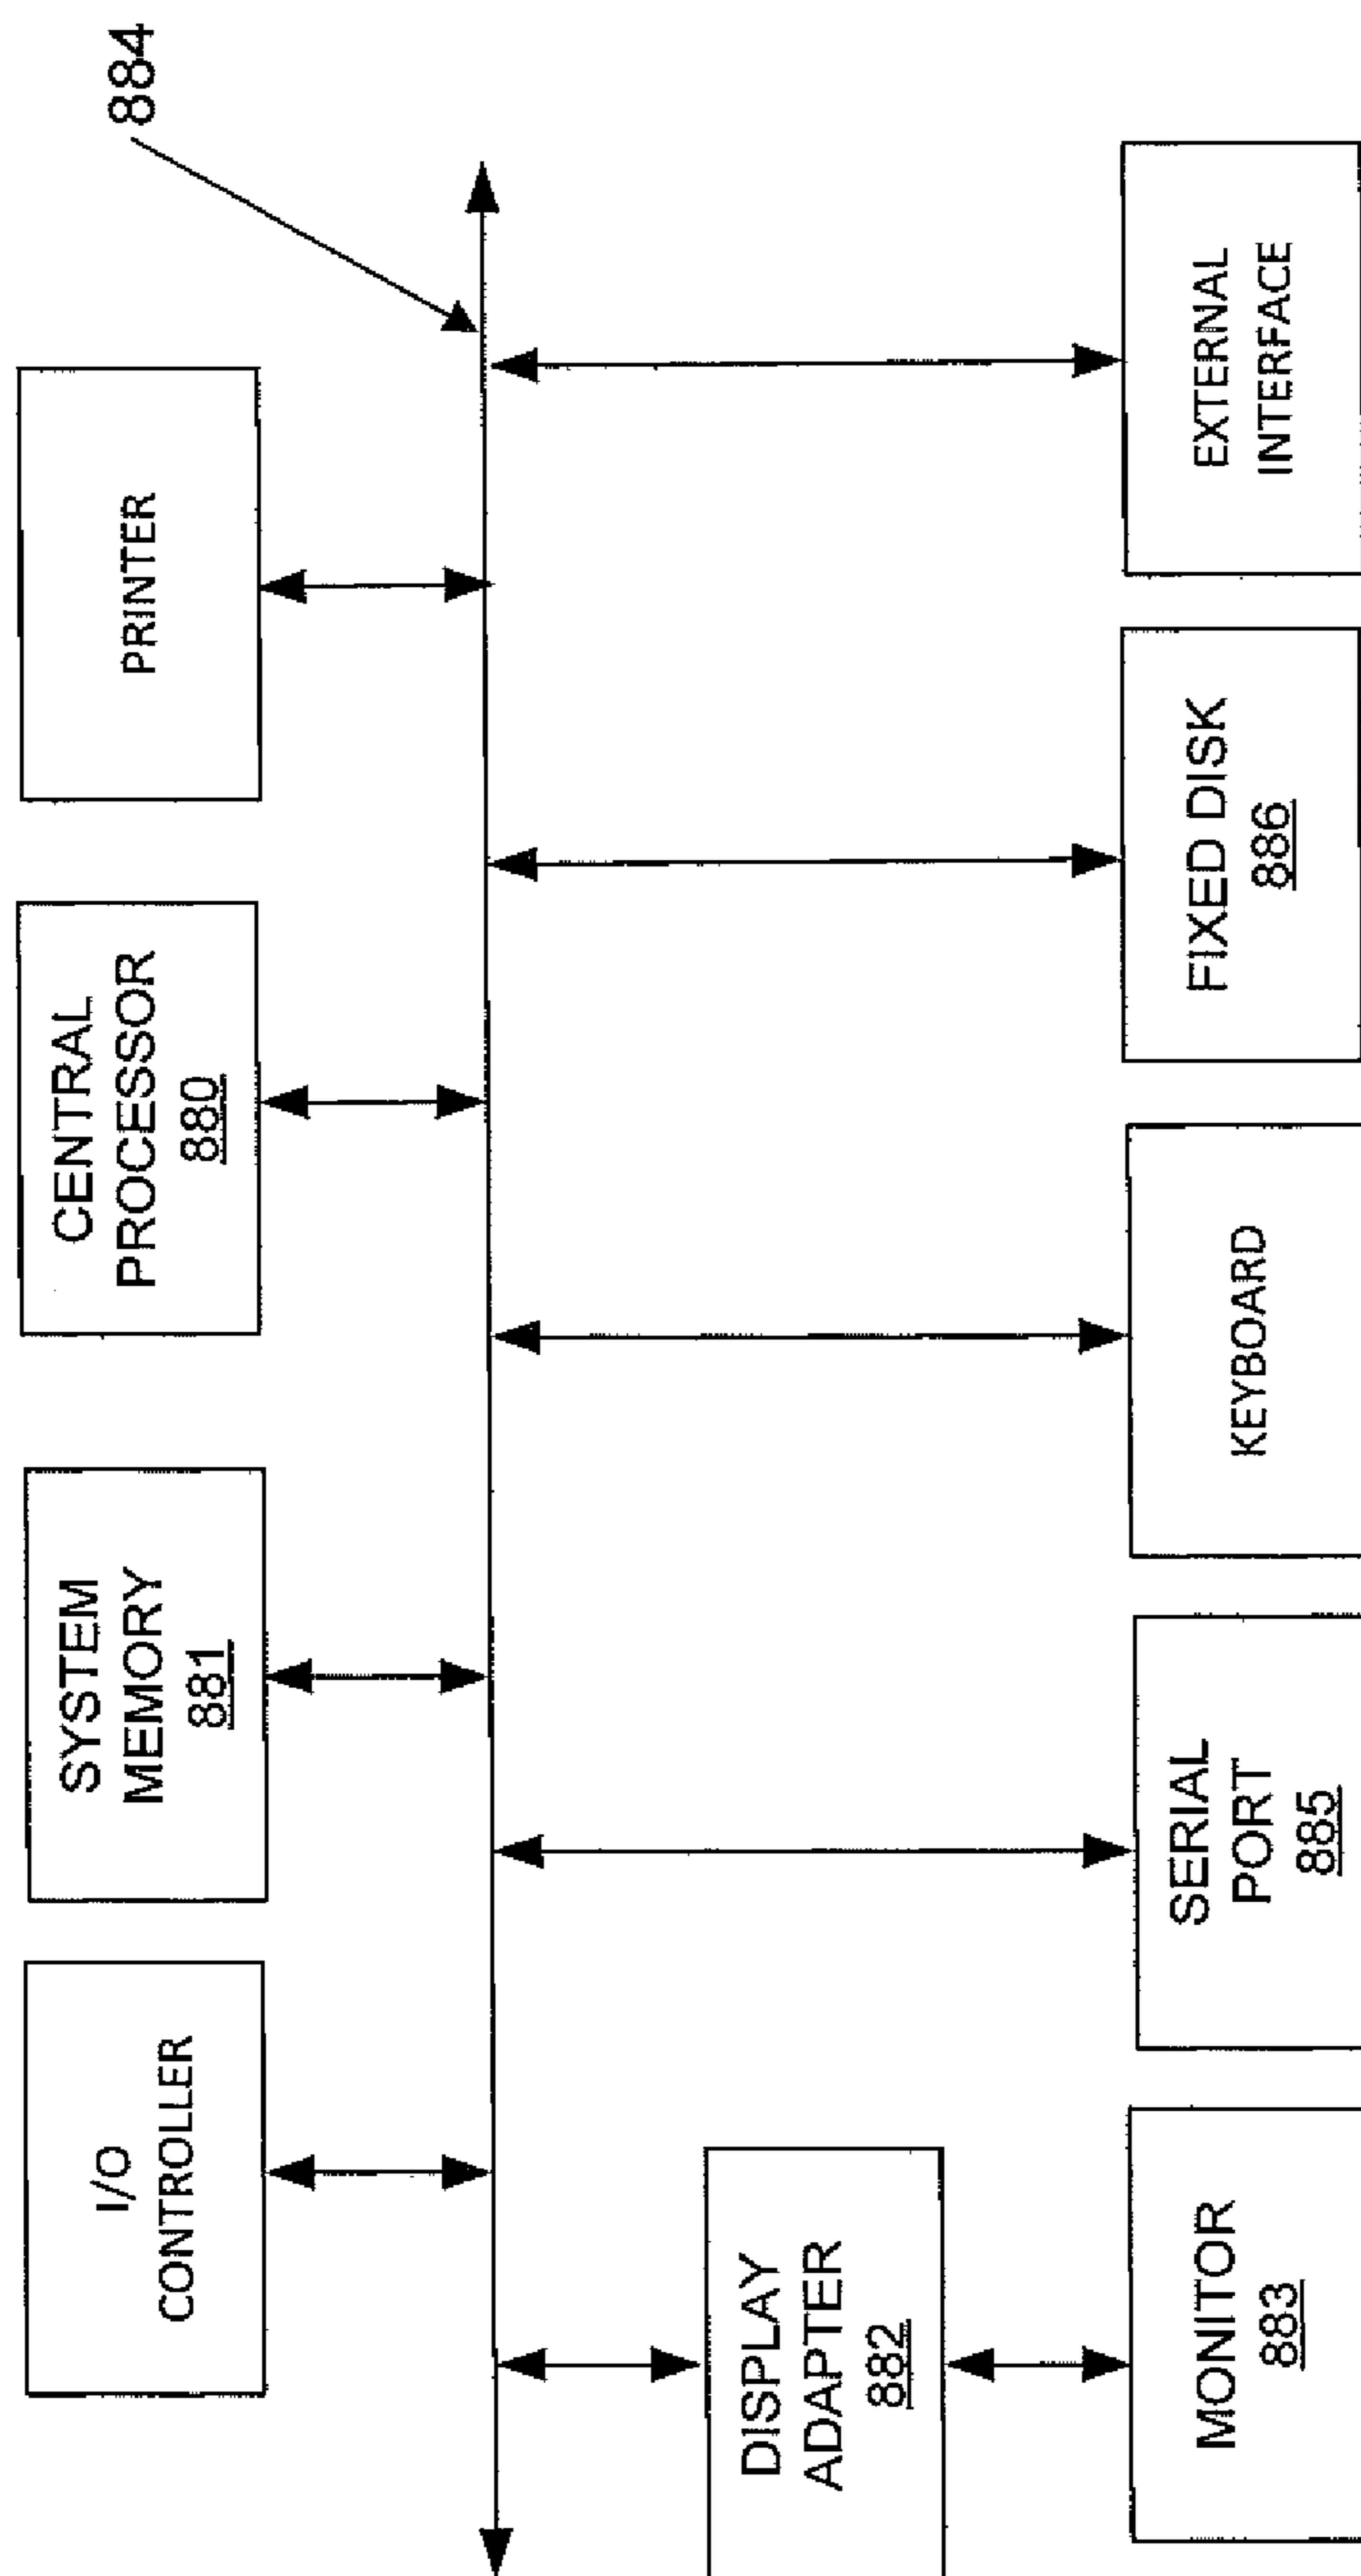 884
I/O
CONTROLLER
SYSTEM
MEMORY
881
CENTRAL
PROCESSOR
880
PRINTER
DISPLAY
ADAPTER
882
MONITOR
883
SERIAL
PORT
885
KEYBOARD
FIXED DISK
886
EXTERNAL
INTERFACE